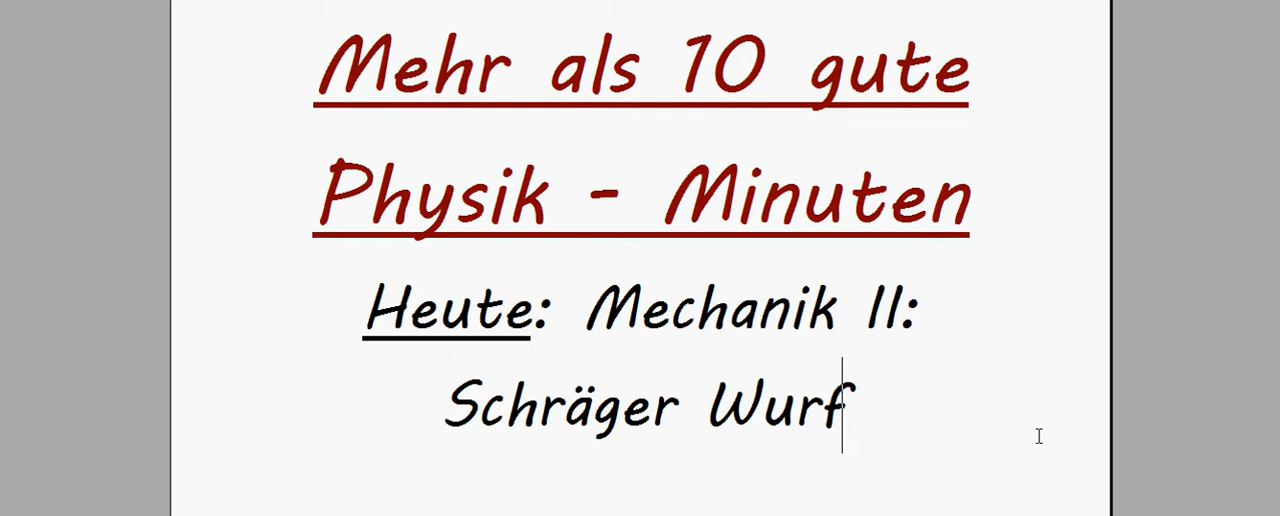 Mehr als 10 gute
Physik - Minuten
Heute: Mechanik II:
Schräger Wurf